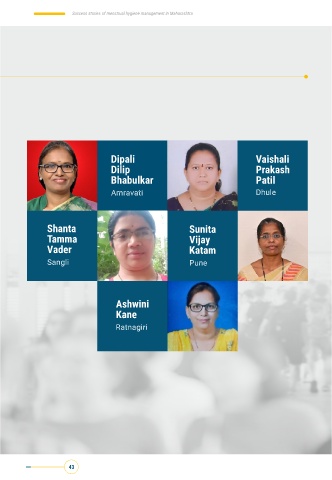 Success Stories of Menstrual Hygiene Management in Maharashtra
Dipali
Dilip
Bhabulkar
Amravati
Vaishali
Prakash
Patil
Dhule
Shanta
Tamma
Vader
Sangli
Sunita
Vijay
Katam
Pune
Ashwini
Kane
Ratnagiri
43